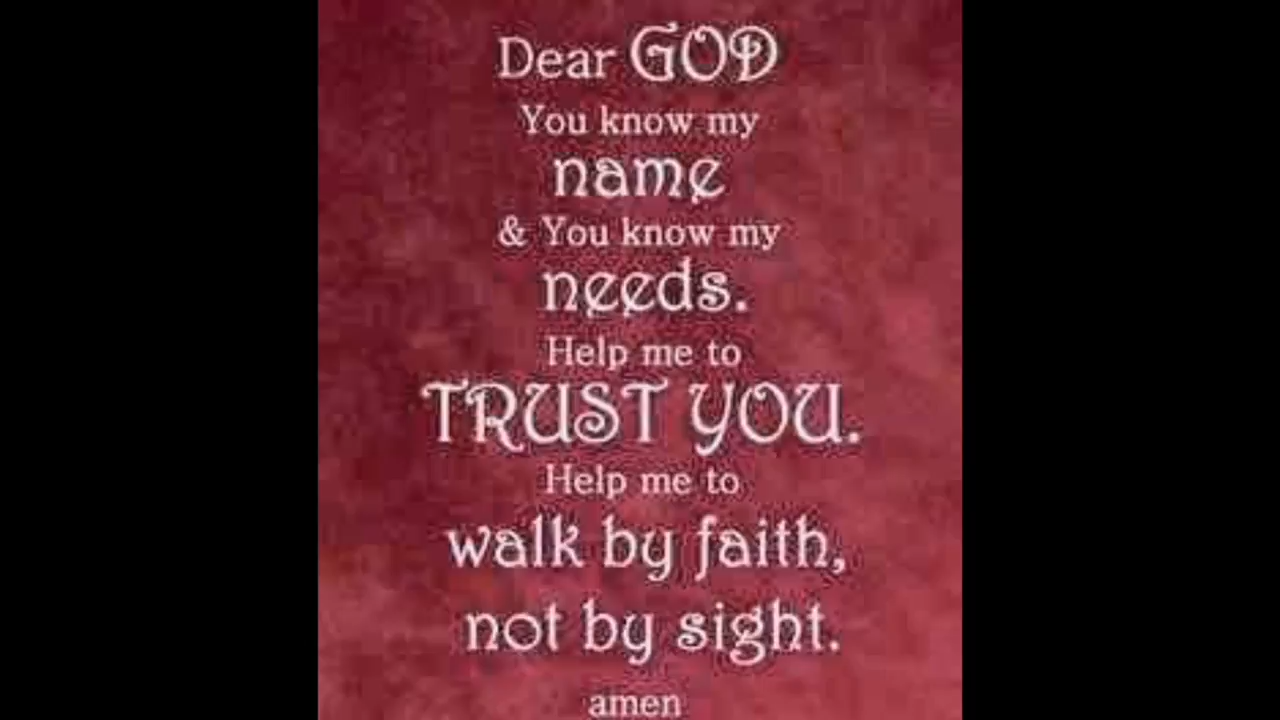 Dear GOD
You know my
name
& You know my
needs.
Help me to
TRUST YOU.
Help me to
walk by faith,
not by sight.
amen